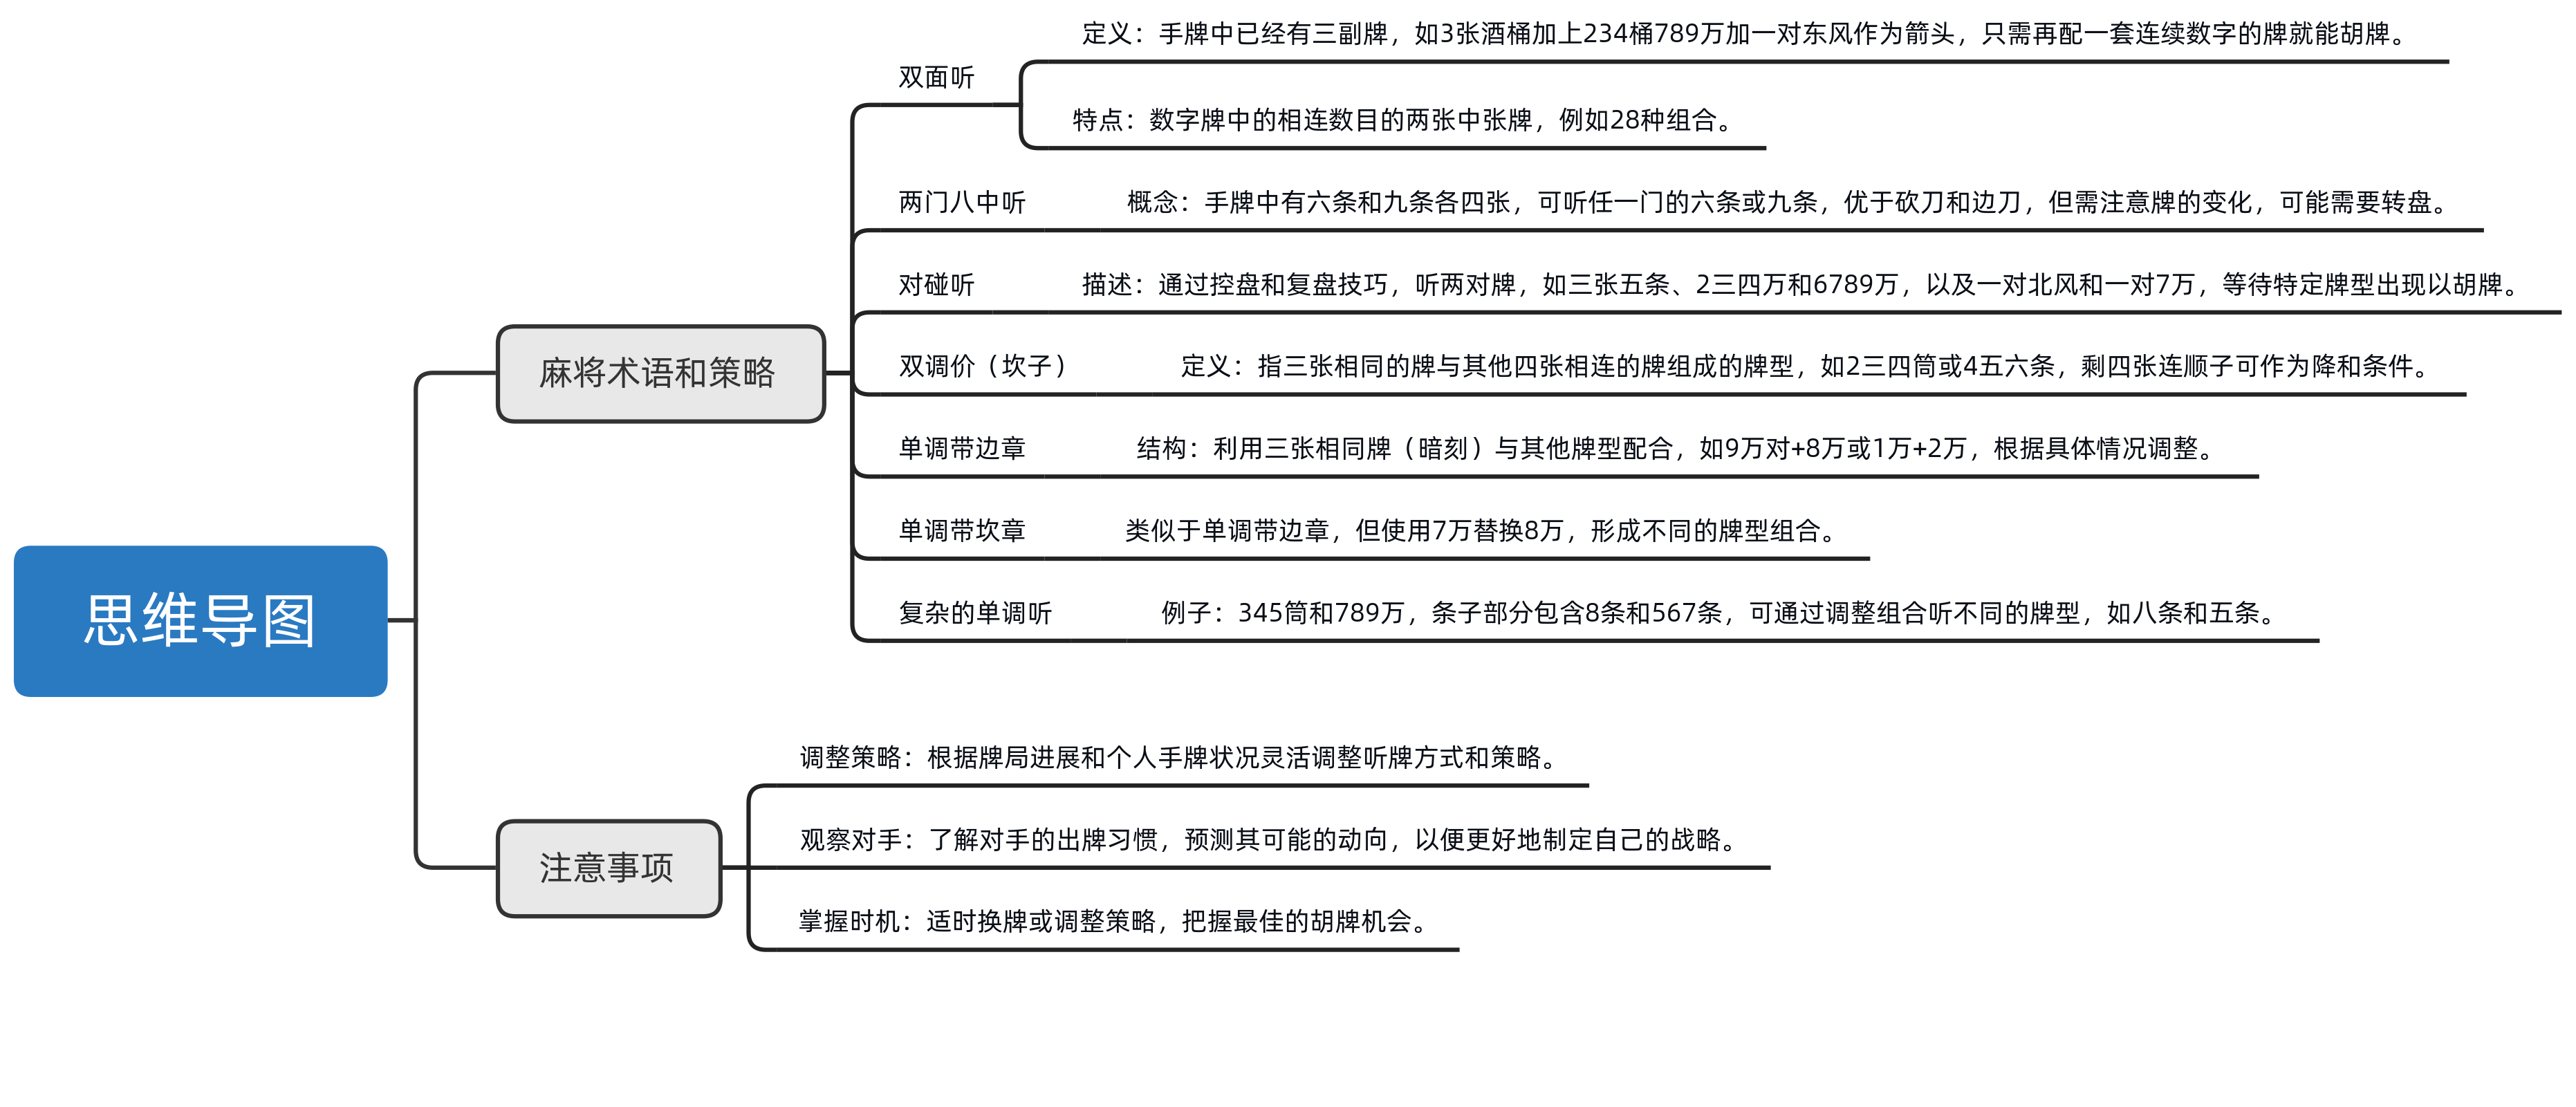 思维导图
麻将术语和策略
双面听
定义：手牌中已经有三副牌，如3张酒桶加上234桶789万加一对东风作为箭头，只需再配一套连续数字的牌就能胡牌。
特点：数字牌中的相连数目的两张中张牌，例如28种组合。
两门八中听
概念：手牌中有六条和九条各四张，可听任一门的六条或九条，优于砍刀和边刀，但需注意牌的变化，可能需要转盘。
对碰听
描述：通过控盘和复盘技巧，听两对牌，如三张五条、2三四万和6789万，以及一对北风和一对7万，等待特定牌型出现以胡牌。
双调价（坎子）
定义：指三张相同的牌与其他四张相连的牌组成的牌型，如2三四筒或4五六条，剩四张连顺子可作为降和条件。
单调带边章
结构：利用三张相同牌（暗刻）与其他牌型配合，如9万对+8万或1万+2万，根据具体情况调整。
单调带坎章
类似于单调带边章，但使用7万替换8万，形成不同的牌型组合。
复杂的单调听
例子：345筒和789万，条子部分包含8条和567条，可通过调整组合听不同的牌型，如八条和五条。
注意事项
调整策略：根据牌局进展和个人手牌状况灵活调整听牌方式和策略。
观察对手：了解对手的出牌习惯，预测其可能的动向，以便更好地制定自己的战略。
掌握时机：适时换牌或调整策略，把握最佳的胡牌机会。